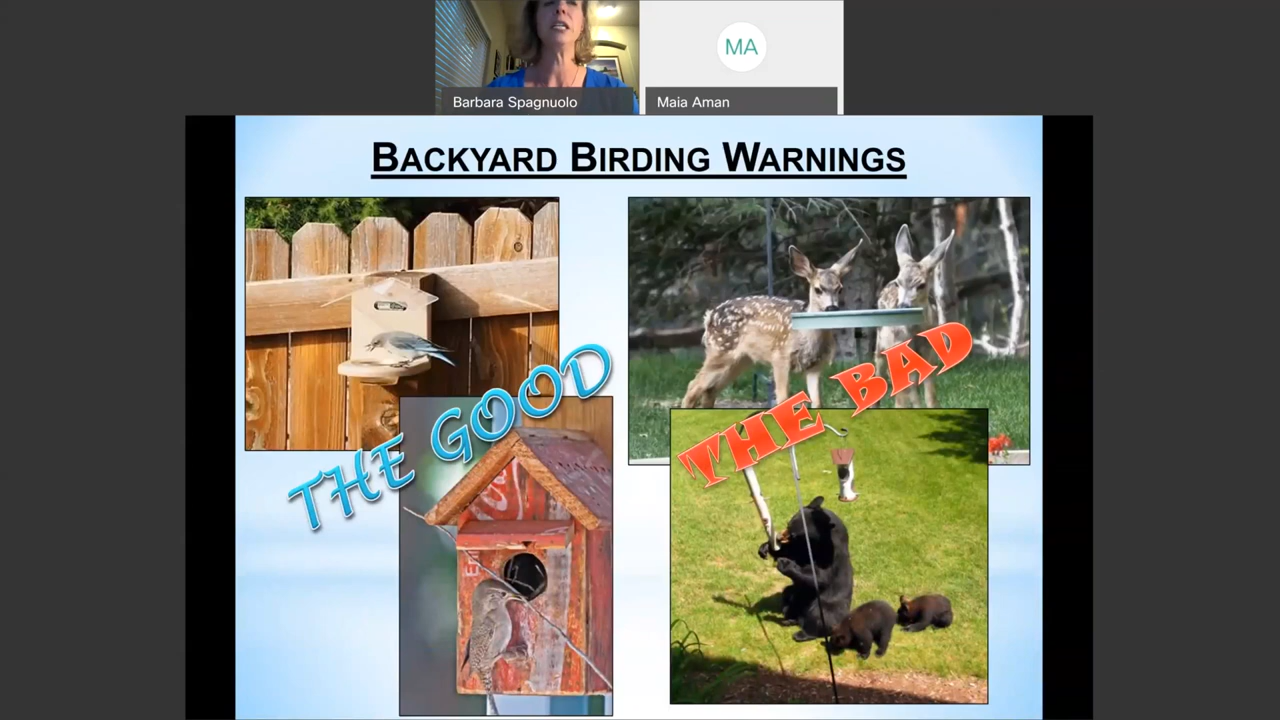 MA
Barbara Spagnuolo
Maia Aman
BACKYARD BIRDING WARNINGS
THE GOOD
THE BAD